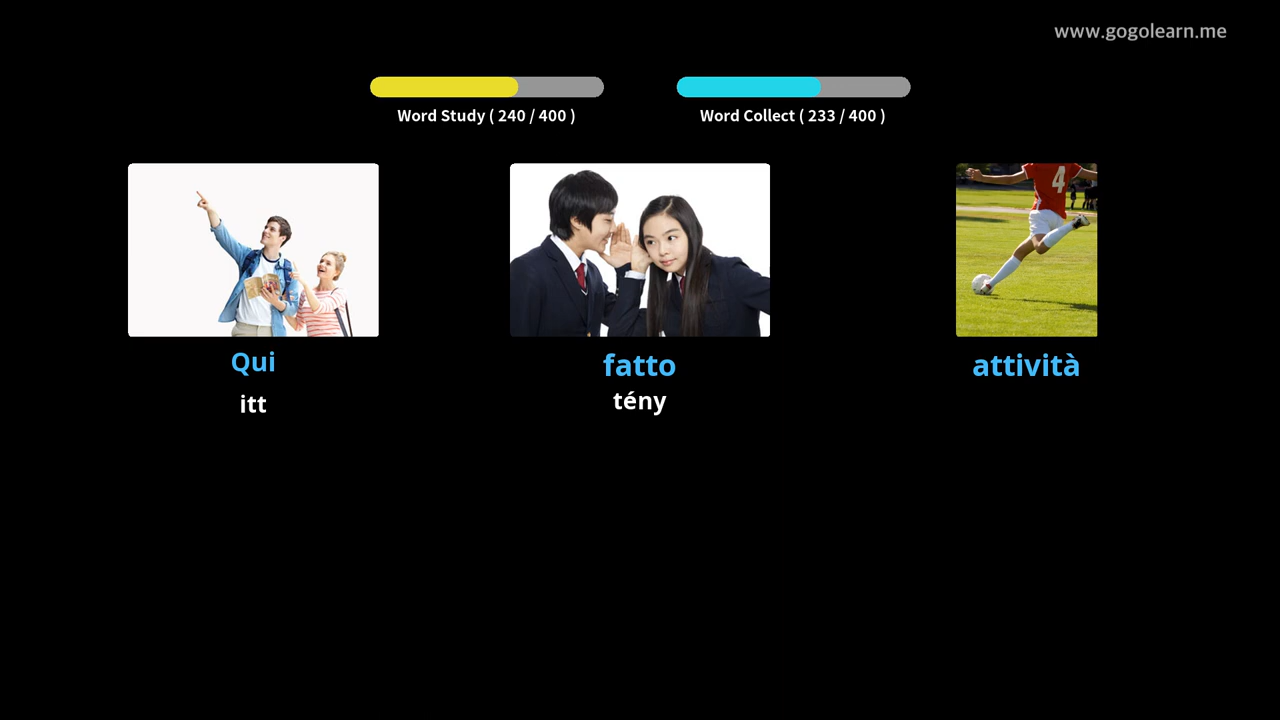 www.gogolearn.me
Word Study ( 240 / 400 )
Word Collect ( 233 / 400 )
4
Qui
fatto
attività
itt
tény